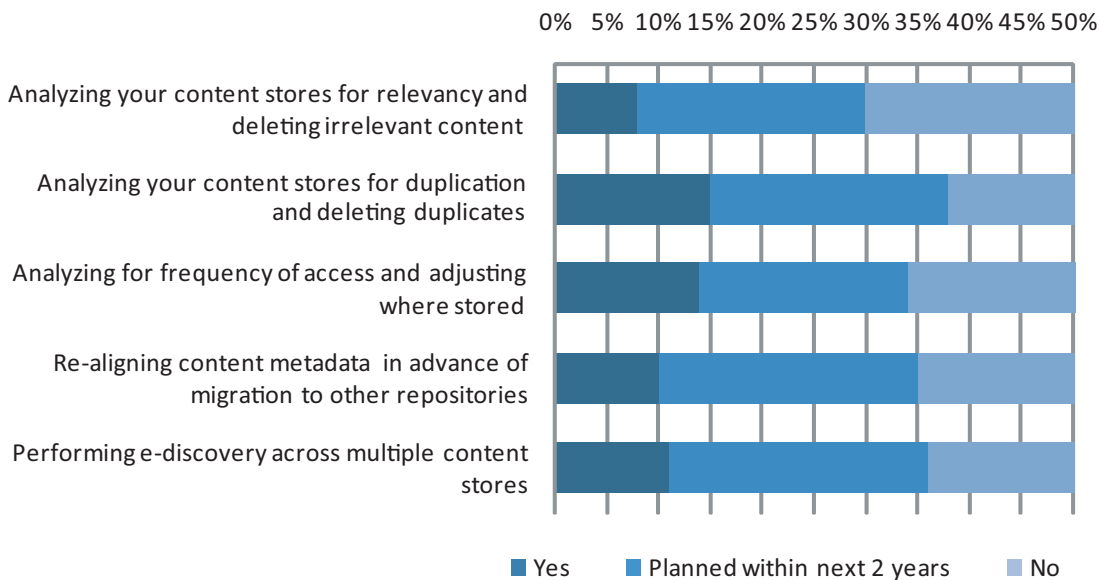 0% 5% 10% 15% 20% 25% 30% 35% 40% 45% 50%
Analyzing your content stores for relevancy and
deleting irrelevant content
Analyzing your content stores for duplication
and deleting duplicates
Analyzing for frequency of access and adjusting
where stored
Re-aligning content metadata in advance of
migration to other repositories
Performing e-discovery across multiple content
stores
Yes Planned within next 2 years No